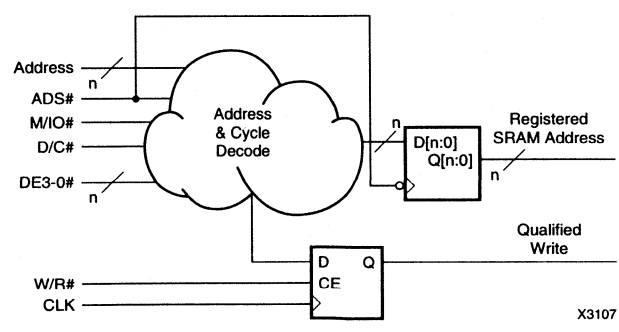 Address
n
ADS#
M/IO#
D/C#
DE3-0#
n
Address
& Cycle
Decode
n
D[n:0]
Q[n:0]
Registered
SRAM Address
n
Qualified
Write
D Q
CE
W/R#
CLK
X3107